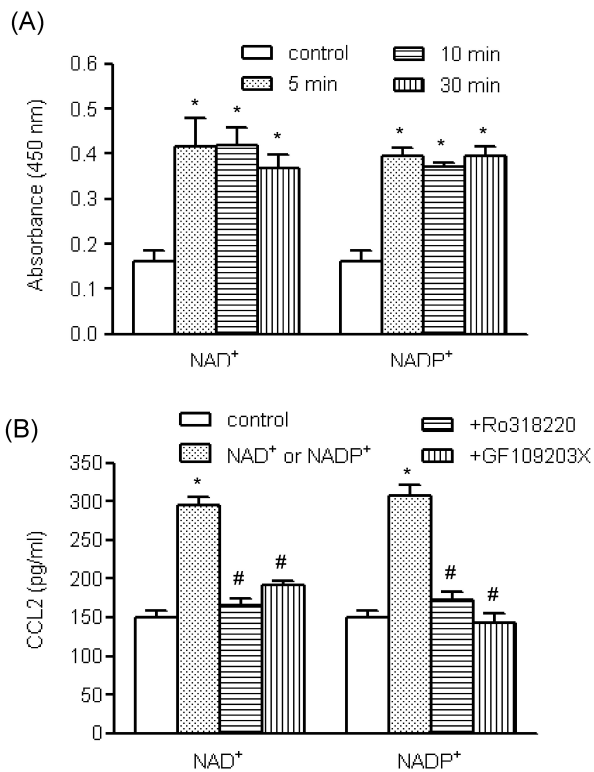 (A)
control
10 min
5 min
30 min
Absorbance (450 nm)
0.6
0.5
0.4
0.3
0.2
0.1
0.0
* * * * * *
NAD+ NADP+
(B)
control
+Ro318220
NAD+ or NADP+
+GF109203X
CCL2 (pg/ml)
350
300
250
200
150
100
50
0
* # # * # #
NAD+ NADP+